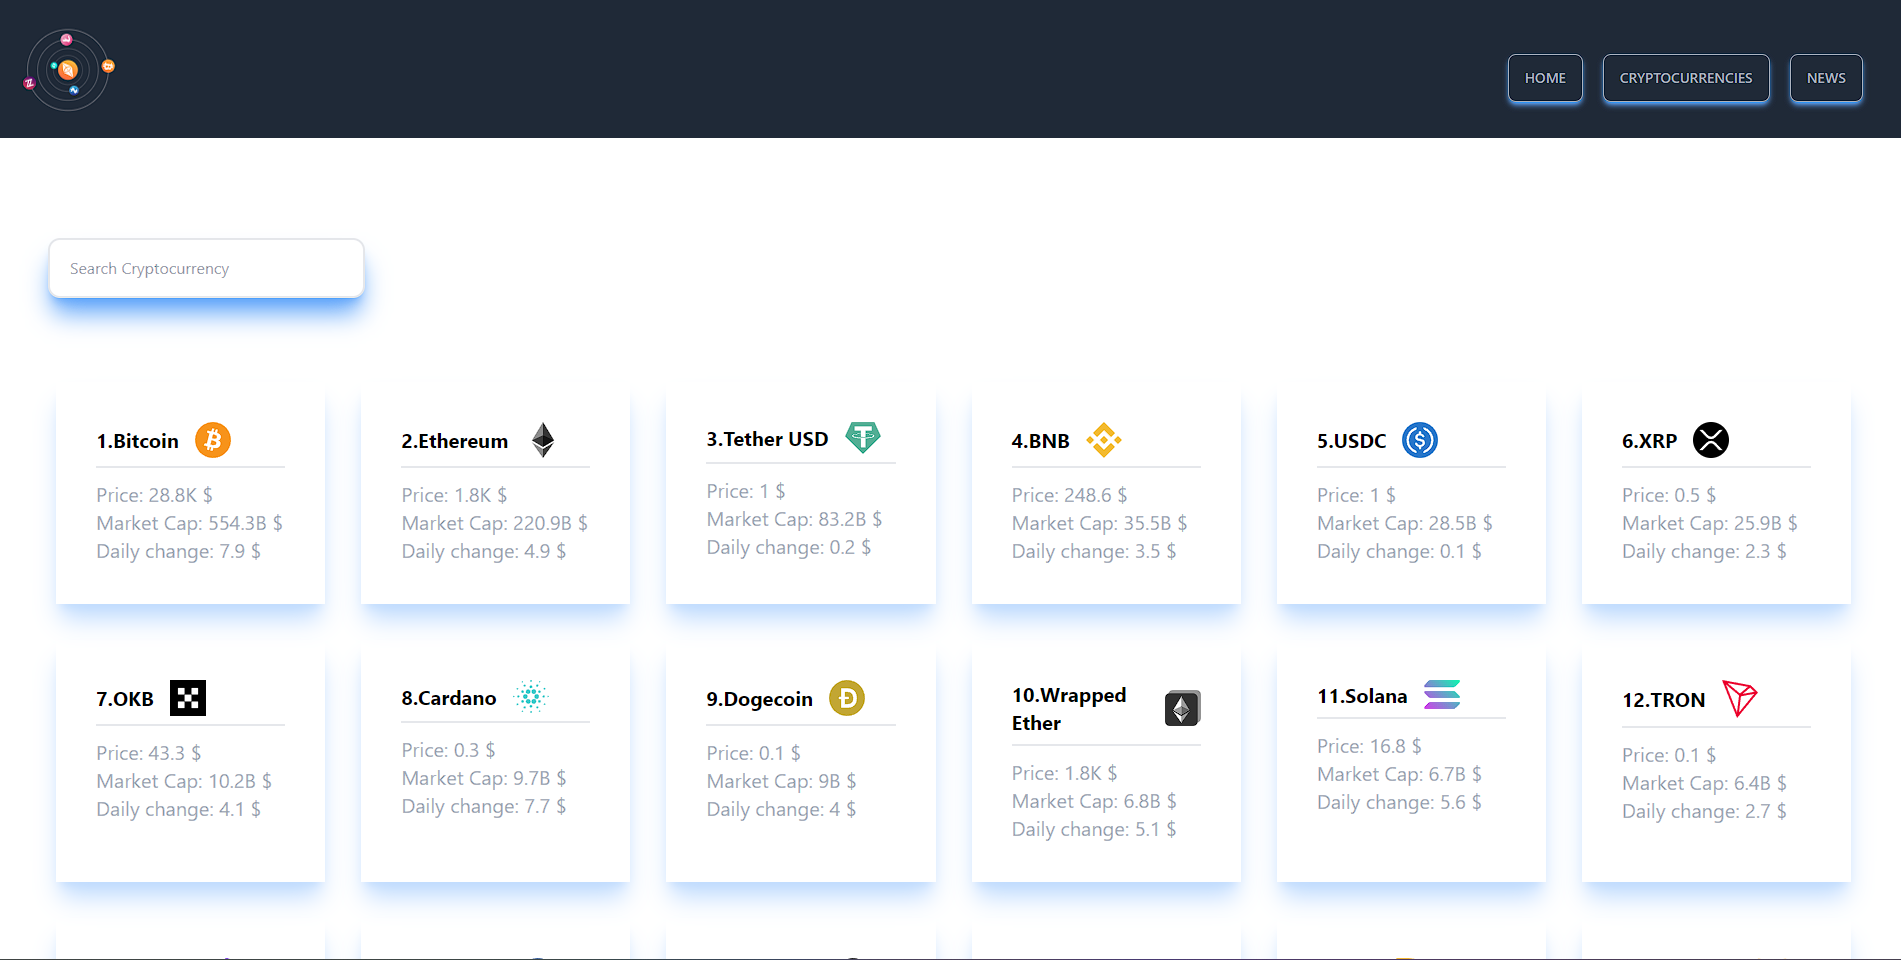 HOME
CRYPTOCURRENCIES
NEWS
Search Cryptocurrency
1.Bitcoin
Price: 28.8K $
Market Cap: 554.3B $
Daily change: 7.9 $
2.Ethereum
Price: 1.8K $
Market Cap: 220.9B $
Daily change: 4.9 $
3.Tether USD
Price: 1 $
Market Cap: 83.2B $
Daily change: 0.2 $
4.BNB
Price: 248.6 $
Market Cap: 35.5B $
Daily change: 3.5 $
5.USDC
Price: 1 $
Market Cap: 28.5B $
Daily change: 0.1 $
6.XRP
Price: 0.5 $
Market Cap: 25.9B $
Daily change: 2.3 $
7.OKB
Price: 43.3 $
Market Cap: 10.2B $
Daily change: 4.1 $
8.Cardano
Price: 0.3 $
Market Cap: 9.7B $
Daily change: 7.7 $
9.Dogecoin
Price: 0.1 $
Market Cap: 9B $
Daily change: 4 $
10.Wrapped
Ether
Price: 1.8K $
Market Cap: 6.8B $
Daily change: 5.1 $
11.Solana
Price: 16.8 $
Market Cap: 6.7B $
Daily change: 5.6 $
12.TRON
Price: 0.1 $
Market Cap: 6.4B $
Daily change: 2.7 $